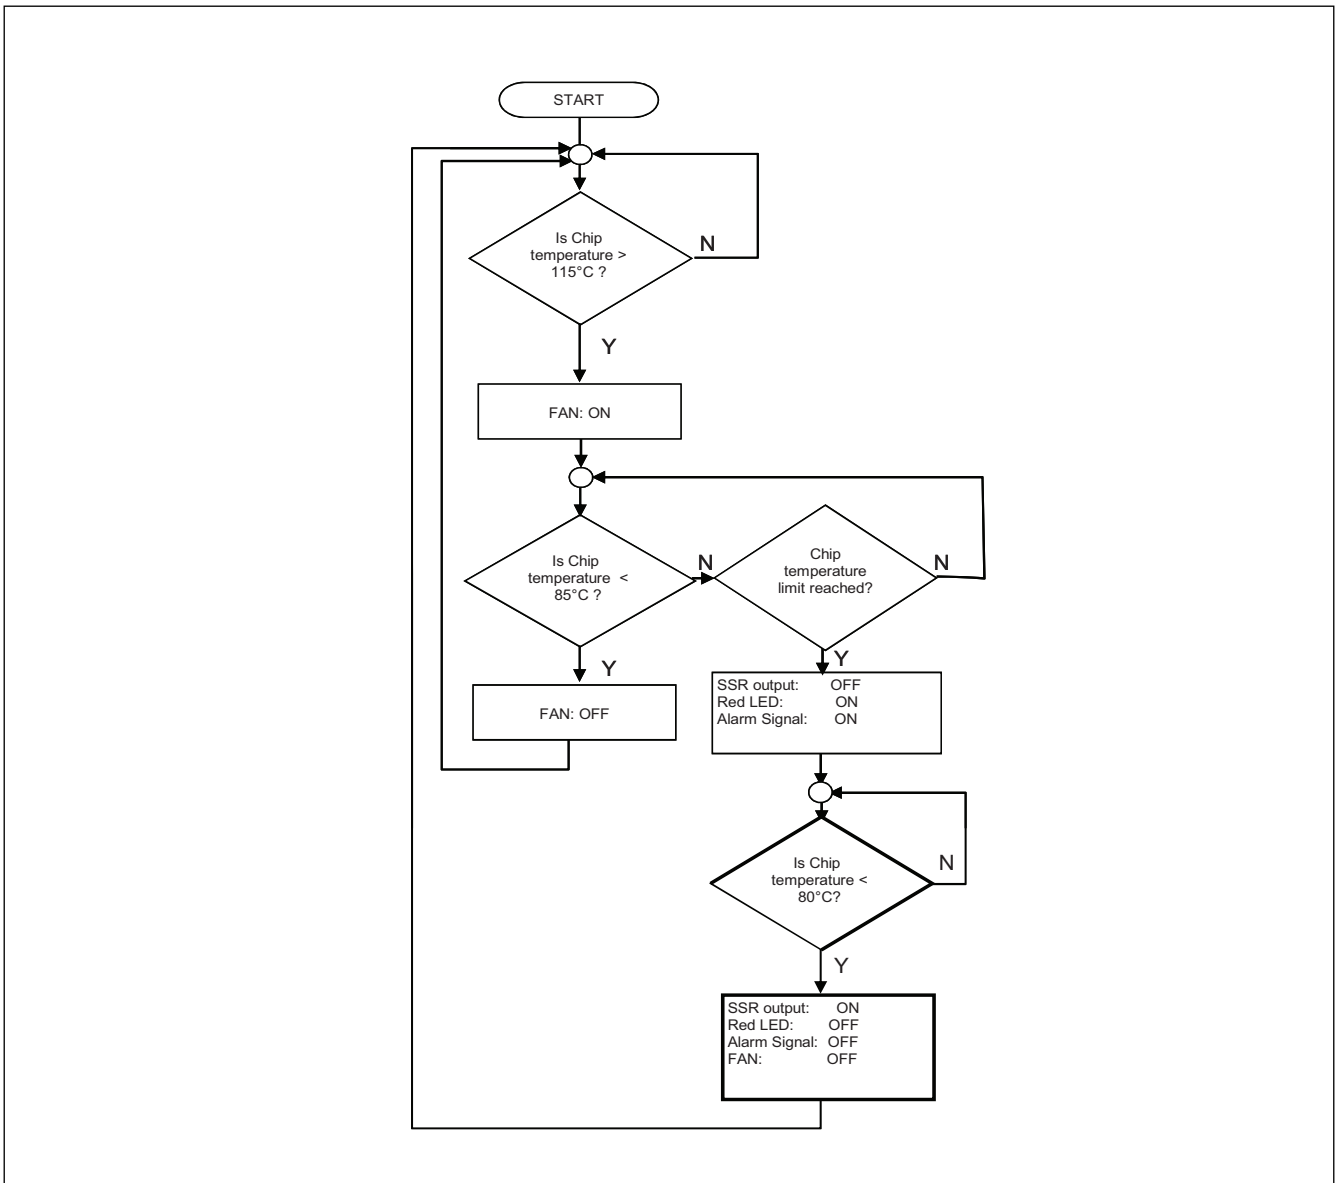 START
Is Chip
temperature >
115°C ?
N
Y
FAN: ON
Is Chip
temperature <
85°C ?
N
Chip
temperature
limit reached?
N
Y
FAN: OFF
Y
SSR output: OFF
Red LED: ON
Alarm Signal: ON
Is Chip
temperature <
80°C?
N
Y
SSR output: ON
Red LED: OFF
Alarm Signal: OFF
FAN: OFF